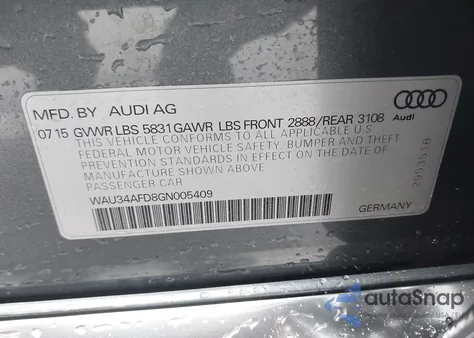 MFD. BY AUDI AG
07 15 GVWR LBS 5831 GAWR LBS FRONT 2888/REAR 3108
THIS VEHICLE CONFORMS TO ALL APPLICABLE U S
FEDERAL MOTOR VEHICLE SAFETY, BUMPER AND THEFT
PREVENTION STANDARDS IN EFFECT ON THE DATE OF
MANUFACTURE SHOWN ABOVE
PASSENGER CAR
WAU34AFD8GN005409
Audi
2953518
GERMANY
autoSnap